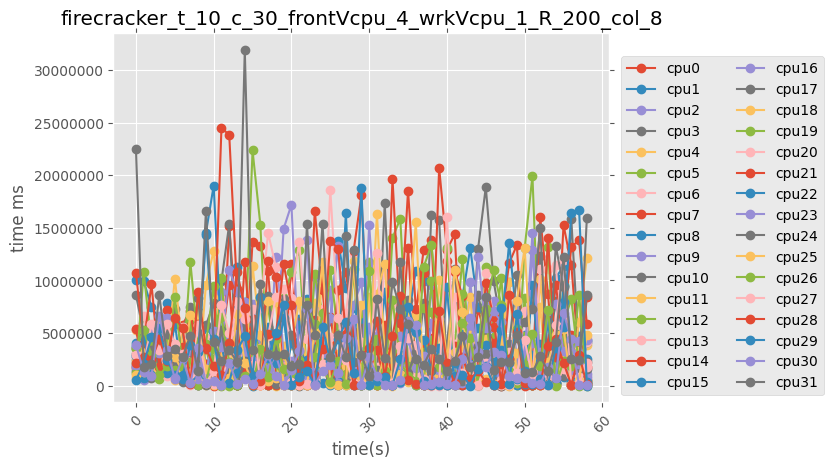 firecracker_t_10_c_30_frontVcpu_4_wrkVcpu_1_R_200_col_8
time ms
30000000
25000000
20000000
15000000
10000000
5000000
0
0 10 20 30 40 50 60
time(s)
cpu0 cpu16
cpu1 cpu17
cpu2 cpu18
cpu3 cpu19
cpu4 cpu20
cpu5 cpu21
cpu6 cpu22
cpu7 cpu23
cpu8 cpu24
cpu9 cpu25
cpu10 cpu26
cpu11 cpu27
cpu12 cpu28
cpu13 cpu29
cpu14 cpu30
cpu15 cpu31